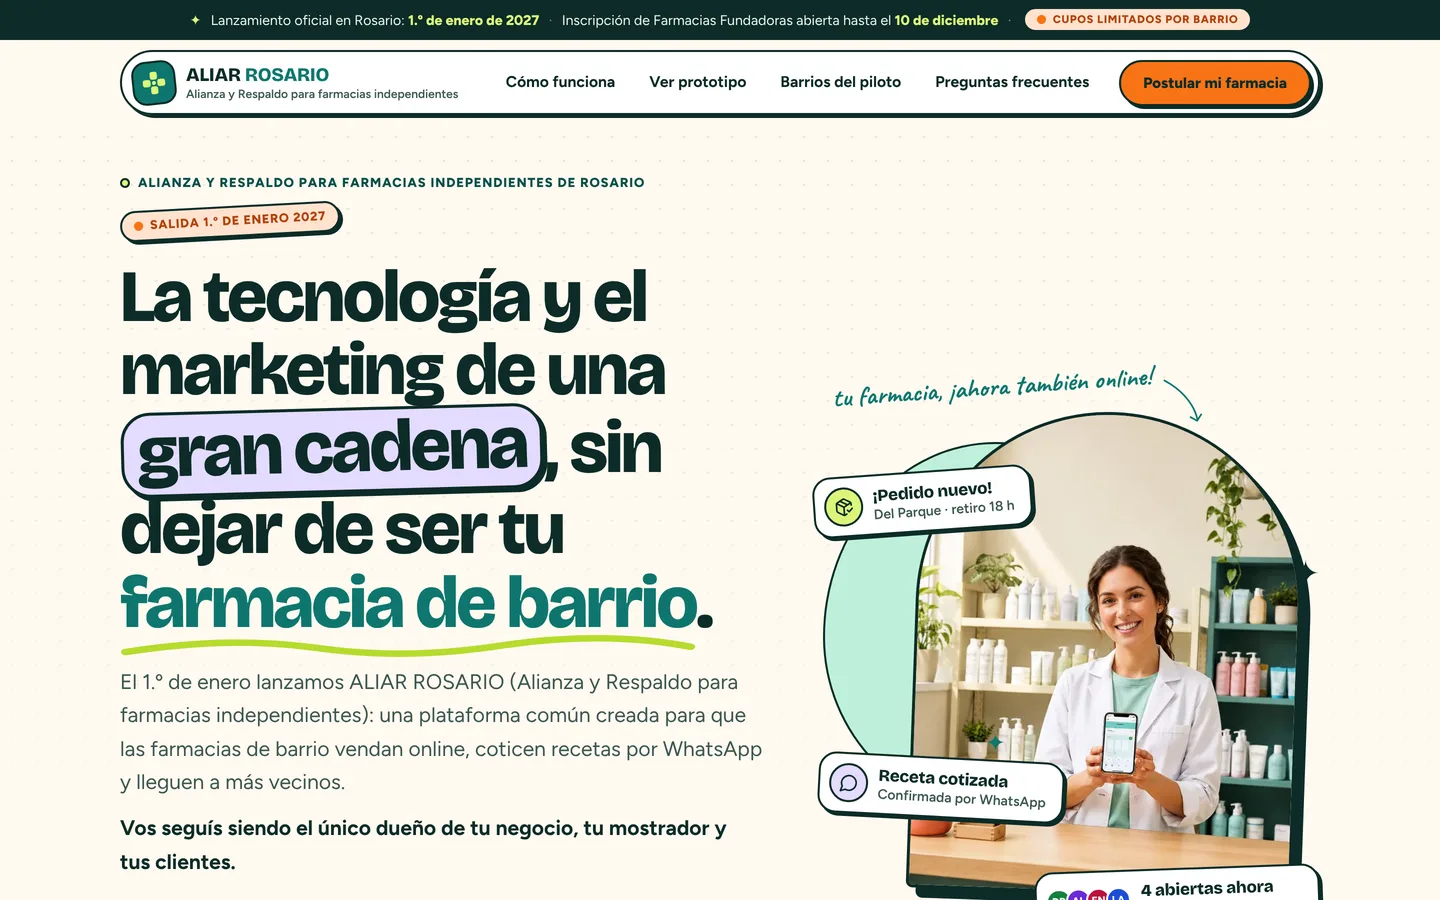 Lanzamiento oficial en Rosario: 1.º de enero de 2027 · Inscripción de Farmacias Fundadoras abierta hasta el 10 de diciembre · CUPOS LIMITADOS POR BARRIO
ALIAR ROSARIO
Alianza y Respaldo para farmacias independientes
Cómo funciona
Ver prototipo
Barrios del piloto
Preguntas frecuentes
Postular mi farmacia
ALIANZA Y RESPALDO PARA FARMACIAS INDEPENDIENTES DE ROSARIO
SALIDA 1.º DE ENERO 2027
La tecnología y el
marketing de una
gran cadena, sin
dejar de ser tu
farmacia de barrio.
El 1.º de enero lanzamos ALIAR ROSARIO (Alianza y Respaldo para
farmacias independientes): una plataforma común creada para que
las farmacias de barrio vendan online, coticen recetas por WhatsApp
y lleguen a más vecinos.
Vos seguís siendo el único dueño de tu negocio, tu mostrador y
tus clientes.
tu farmacia, ¡ahora también online!
¡Pedido nuevo!
Del Parque · retiro 18 h
Receta cotizada
Confirmada por WhatsApp
4 abiertas ahora